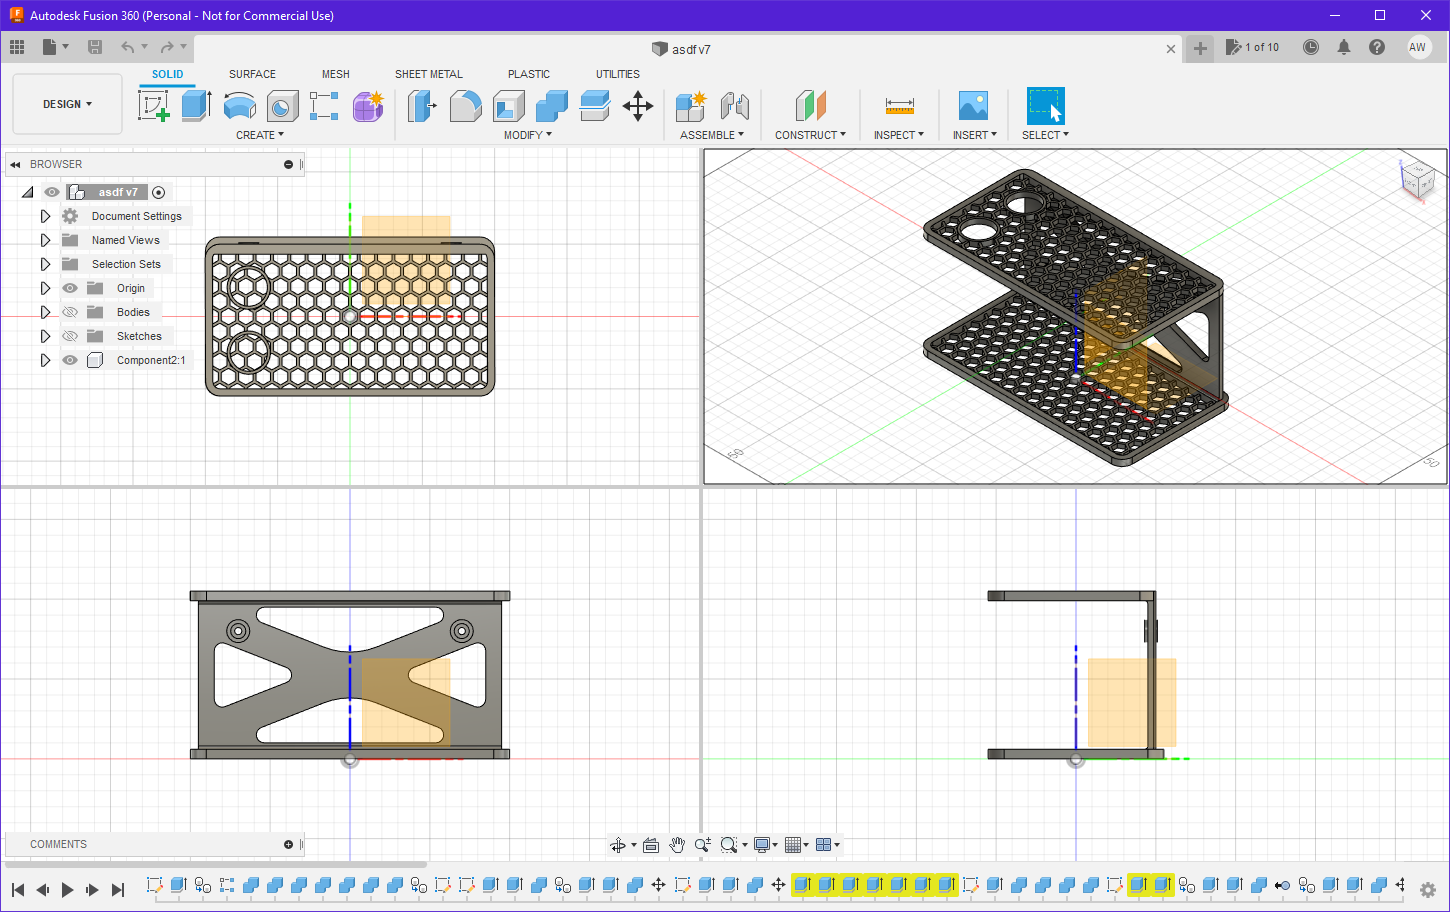 Autodesk Fusion 360 (Personal - Not for Commercial Use)
asdf v7
1 of 10
AW
DESIGN
SOLID
SURFACE
MESH
SHEET METAL
PLASTIC
UTILITIES
CREATE
MODIFY
ASSEMBLE
CONSTRUCT
INSPECT
INSERT
SELECT
BROWSER
asdf v7
Document Settings
Named Views
Selection Sets
Origin
Bodies
Sketches
Component2:1
50
50
COMMENTS